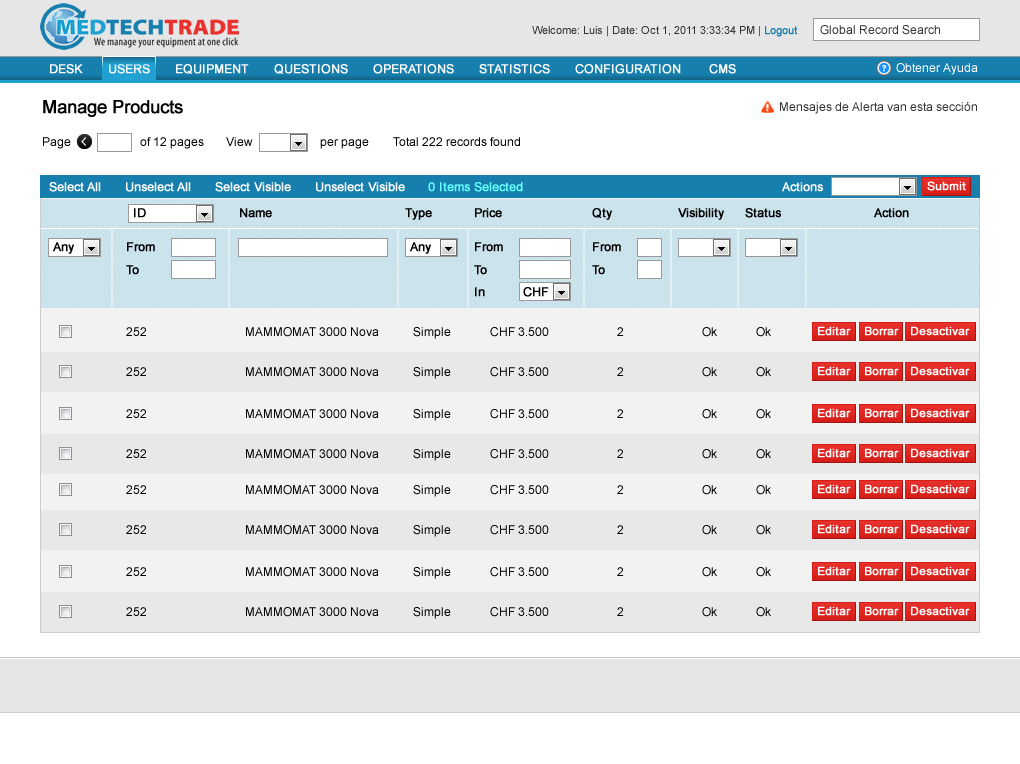 MEDTECHTRADE
We manage your equipment at one click
Welcome: Luis | Date: Oct 1, 2011 3:33:34 PM | Logout
Global Record Search
DESK USERS EQUIPMENT QUESTIONS OPERATIONS STATISTICS CONFIGURATION CMS ? Obtener Ayuda
Manage Products
Mensajes de Alerta van esta sección
Page of 12 pages View per page Total 222 records found
Select All Unselect All Select Visible Unselect Visible 0 Items Selected Actions Submit
ID Name Type Price Qty Visibility Status Action
Any From Any From From
To To To
In CHF
252 MAMMOMAT 3000 Nova Simple CHF 3.500 2 Ok Ok Editar Borrar Desactivar
252 MAMMOMAT 3000 Nova Simple CHF 3.500 2 Ok Ok Editar Borrar Desactivar
252 MAMMOMAT 3000 Nova Simple CHF 3.500 2 Ok Ok Editar Borrar Desactivar
252 MAMMOMAT 3000 Nova Simple CHF 3.500 2 Ok Ok Editar Borrar Desactivar
252 MAMMOMAT 3000 Nova Simple CHF 3.500 2 Ok Ok Editar Borrar Desactivar
252 MAMMOMAT 3000 Nova Simple CHF 3.500 2 Ok Ok Editar Borrar Desactivar
252 MAMMOMAT 3000 Nova Simple CHF 3.500 2 Ok Ok Editar Borrar Desactivar
252 MAMMOMAT 3000 Nova Simple CHF 3.500 2 Ok Ok Editar Borrar Desactivar